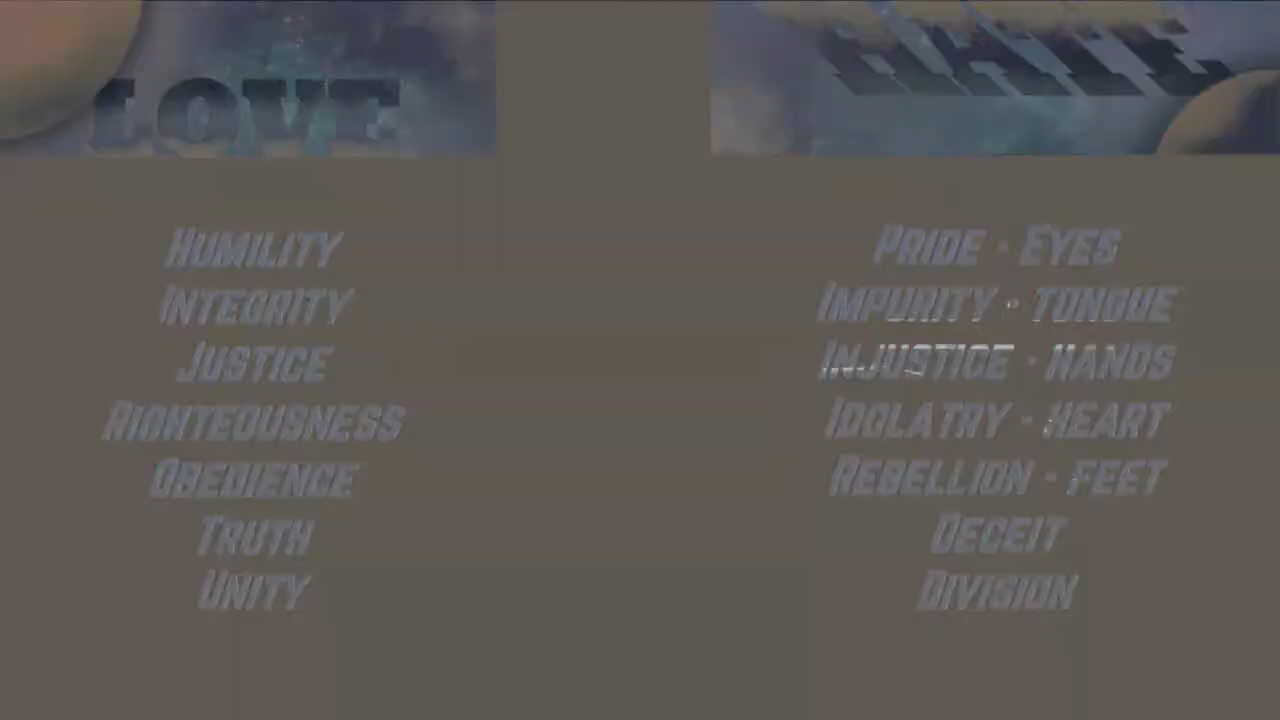 LOVE
HATE
HUMILITY
INTEGRITY
JUSTICE
RIGHTEOUSNESS
OBEDIENCE
TRUTH
UNITY
PRIDE · EYES
IMPURITY · TONGUE
INJUSTICE · HANDS
IDOLATRY · HEART
REBELLION · FEET
DECEIT
DIVISION